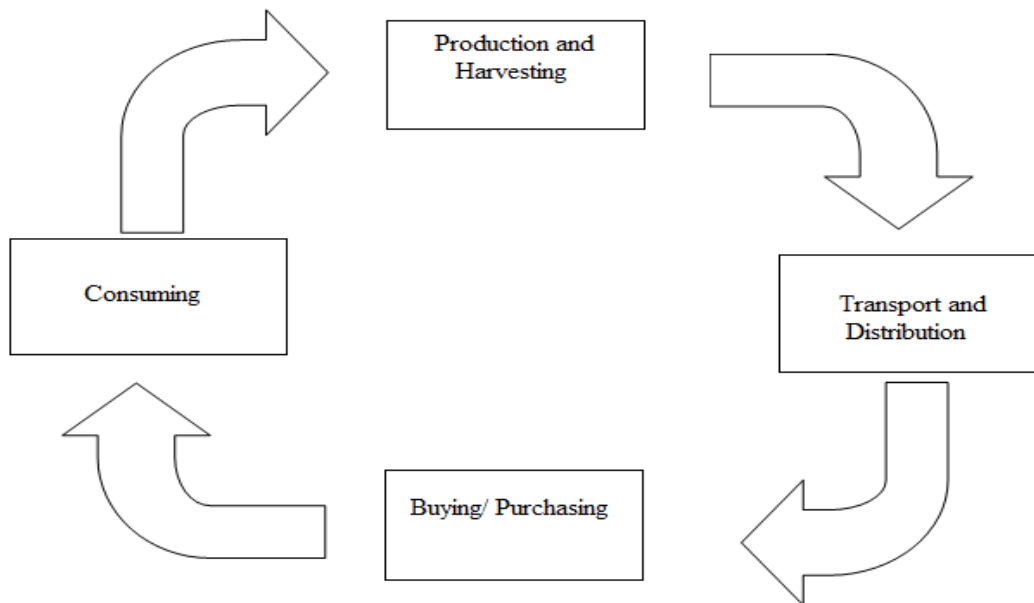 Production and
Harvesting
Consuming
Transport and
Distribution
Buying/ Purchasing